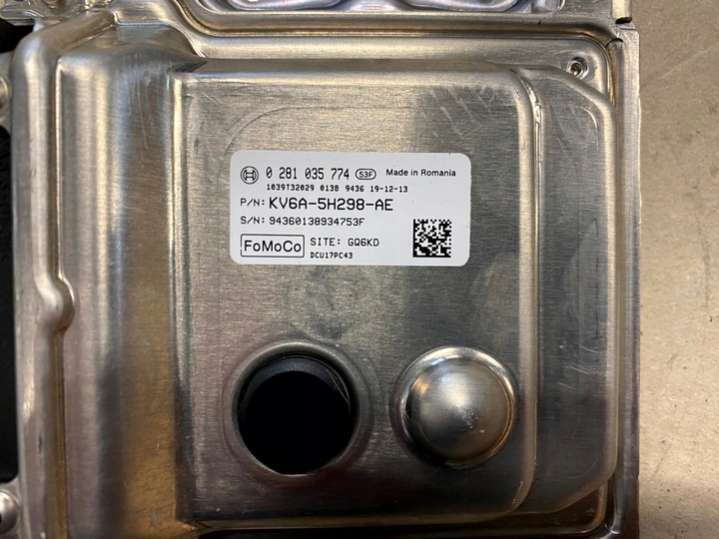 0 281 035 774 S3F Made in Romania
1039T32029 0138 9436 19-12-13
P/N: KV6A-5H298-AE
S/N: 94360138934753F
FoMoCo SITE: GQ6KD
DCU17PC43